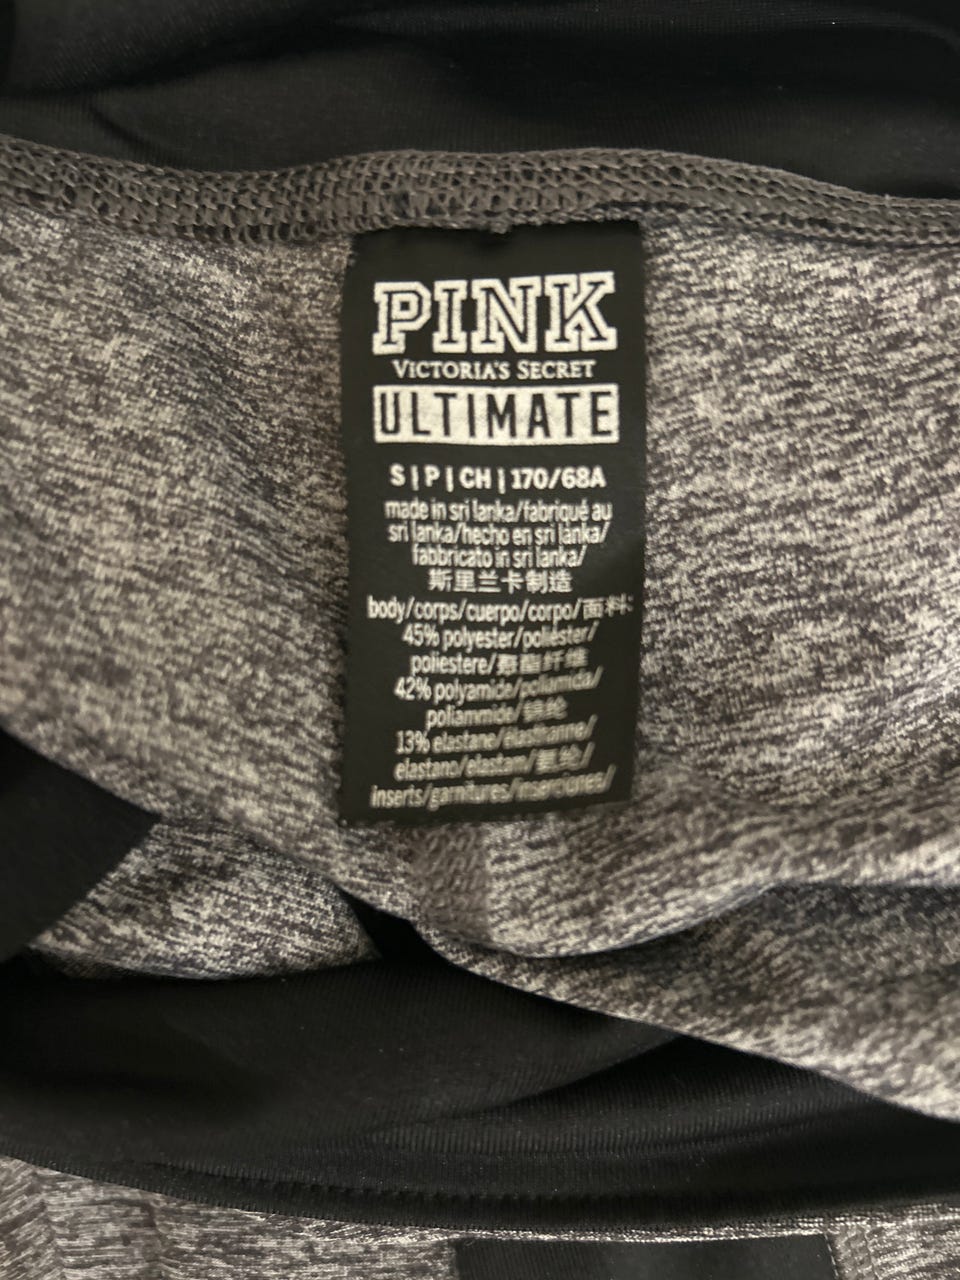 PINK
VICTORIA'S SECRET
ULTIMATE
S | P | CH | 170/68A
made in sri lanka/fabriqué au
sri lanka/hecho en sri lanka/
fabbricato in sri lanka/
斯里兰卡制造
body/corps/cuerpo/corpo/面料:
45% polyester/poliéster/
poliestere/聚酯纤维
42% polyamide/poliamida/
poliammide/锦纶
13% elastane/élasthanne/
elastano/elastam/氨纶/
inserts/garnitures/inserciones/